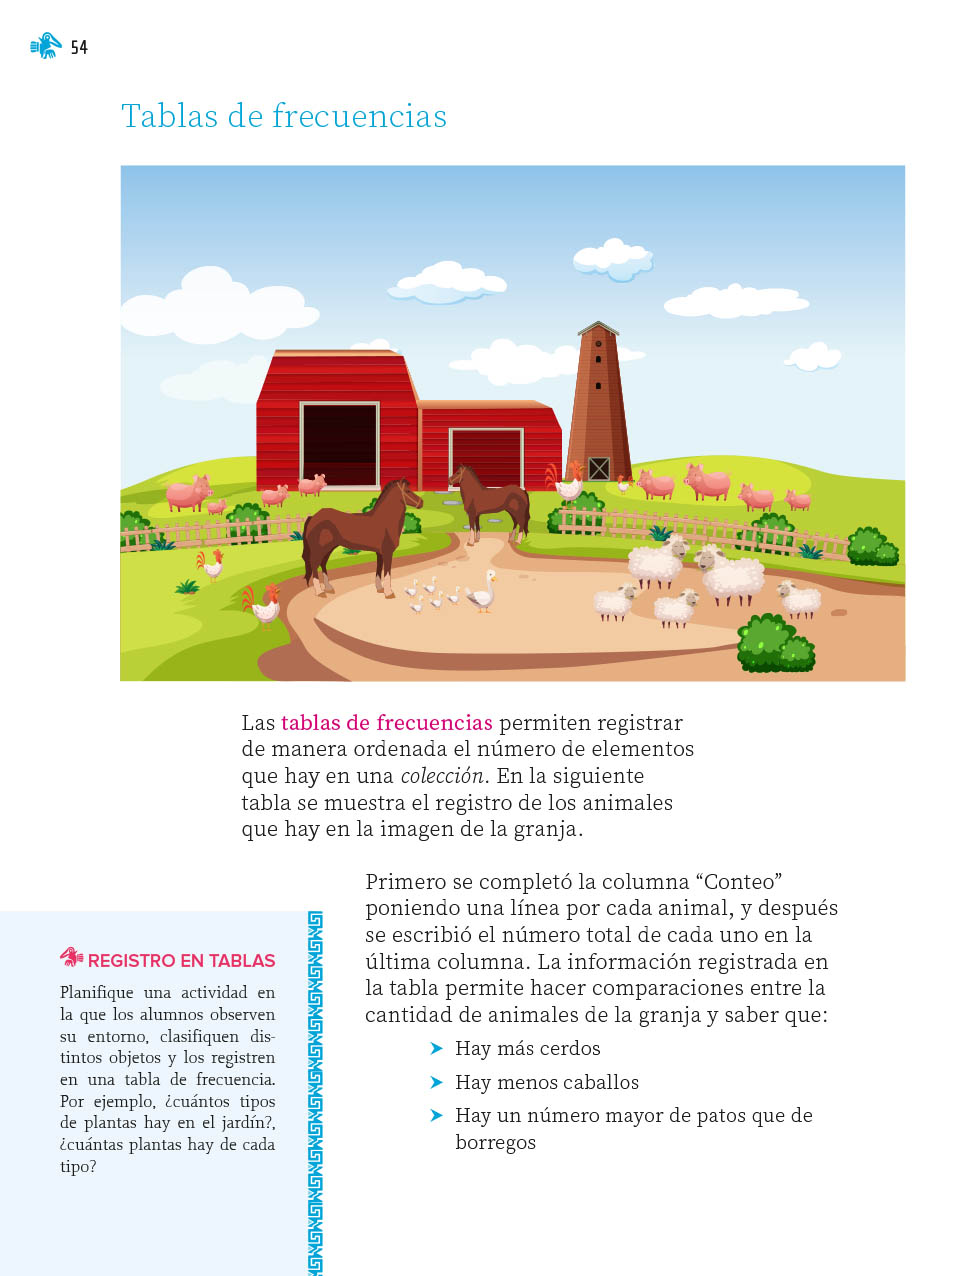 54
Tablas de frecuencias
Las tablas de frecuencias permiten registrar
de manera ordenada el número de elementos
que hay en una colección. En la siguiente
tabla se muestra el registro de los animales
que hay en la imagen de la granja.
Primero se completó la columna “Conteo”
poniendo una línea por cada animal, y después
se escribió el número total de cada uno en la
última columna. La información registrada en
la tabla permite hacer comparaciones entre la
cantidad de animales de la granja y saber que:
➤ Hay más cerdos
➤ Hay menos caballos
➤ Hay un número mayor de patos que de
borregos
REGISTRO EN TABLAS
Planifique una actividad en
la que los alumnos observen
su entorno, clasifiquen dis-
tintos objetos y los registren
en una tabla de frecuencia.
Por ejemplo, ¿cuántos tipos
de plantas hay en el jardín?,
¿cuántas plantas hay de cada
tipo?